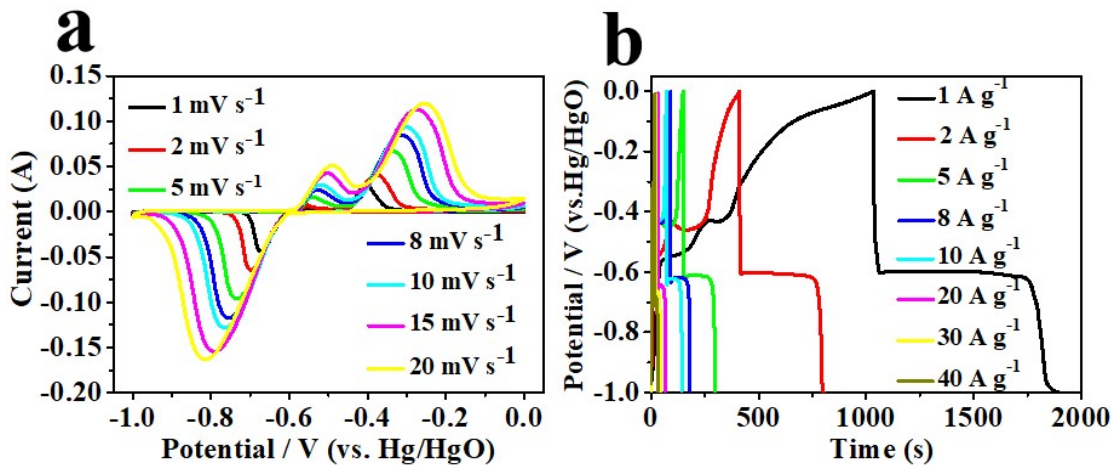 a
0.15
0.10
0.05
0.00
-0.05
-0.10
-0.15
-0.20
Current (A)
1 mV s-1
2 mV s-1
5 mV s-1
8 mV s-1
10 mV s-1
15 mV s-1
20 mV s-1
-1.0 -0.8 -0.6 -0.4 -0.2 0.0
Potential / V (vs. Hg/HgO)
b
0.0
-0.2
-0.4
-0.6
-0.8
-1.0
Potential / V (vs.Hg/HgO)
1 A g-1
2 A g-1
5 A g-1
8 A g-1
10 A g-1
20 A g-1
30 A g-1
40 A g-1
0 500 1000 1500 2000
Time (s)